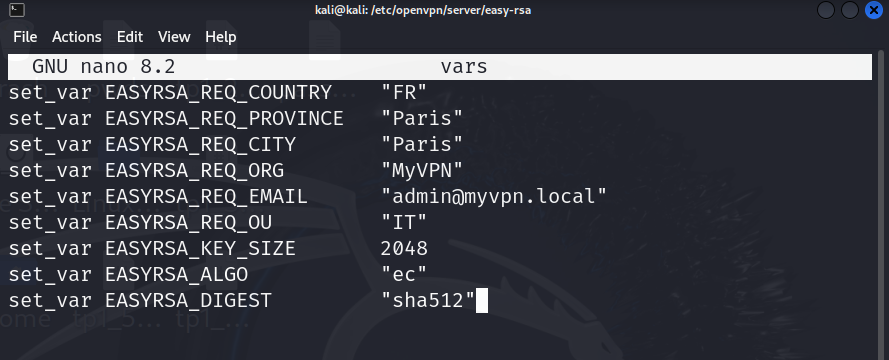 kali@kali: /etc/openvpn/server/easy-rsa
File Actions Edit View Help
GNU nano 8.2 vars
set_var EASYRSA_REQ_COUNTRY "FR"
set_var EASYRSA_REQ_PROVINCE "Paris"
set_var EASYRSA_REQ_CITY "Paris"
set_var EASYRSA_REQ_ORG "MyVPN"
set_var EASYRSA_REQ_EMAIL "admin@myvpn.local"
set_var EASYRSA_REQ_OU "IT"
set_var EASYRSA_KEY_SIZE 2048
set_var EASYRSA_ALGO "ec"
set_var EASYRSA_DIGEST "sha512"